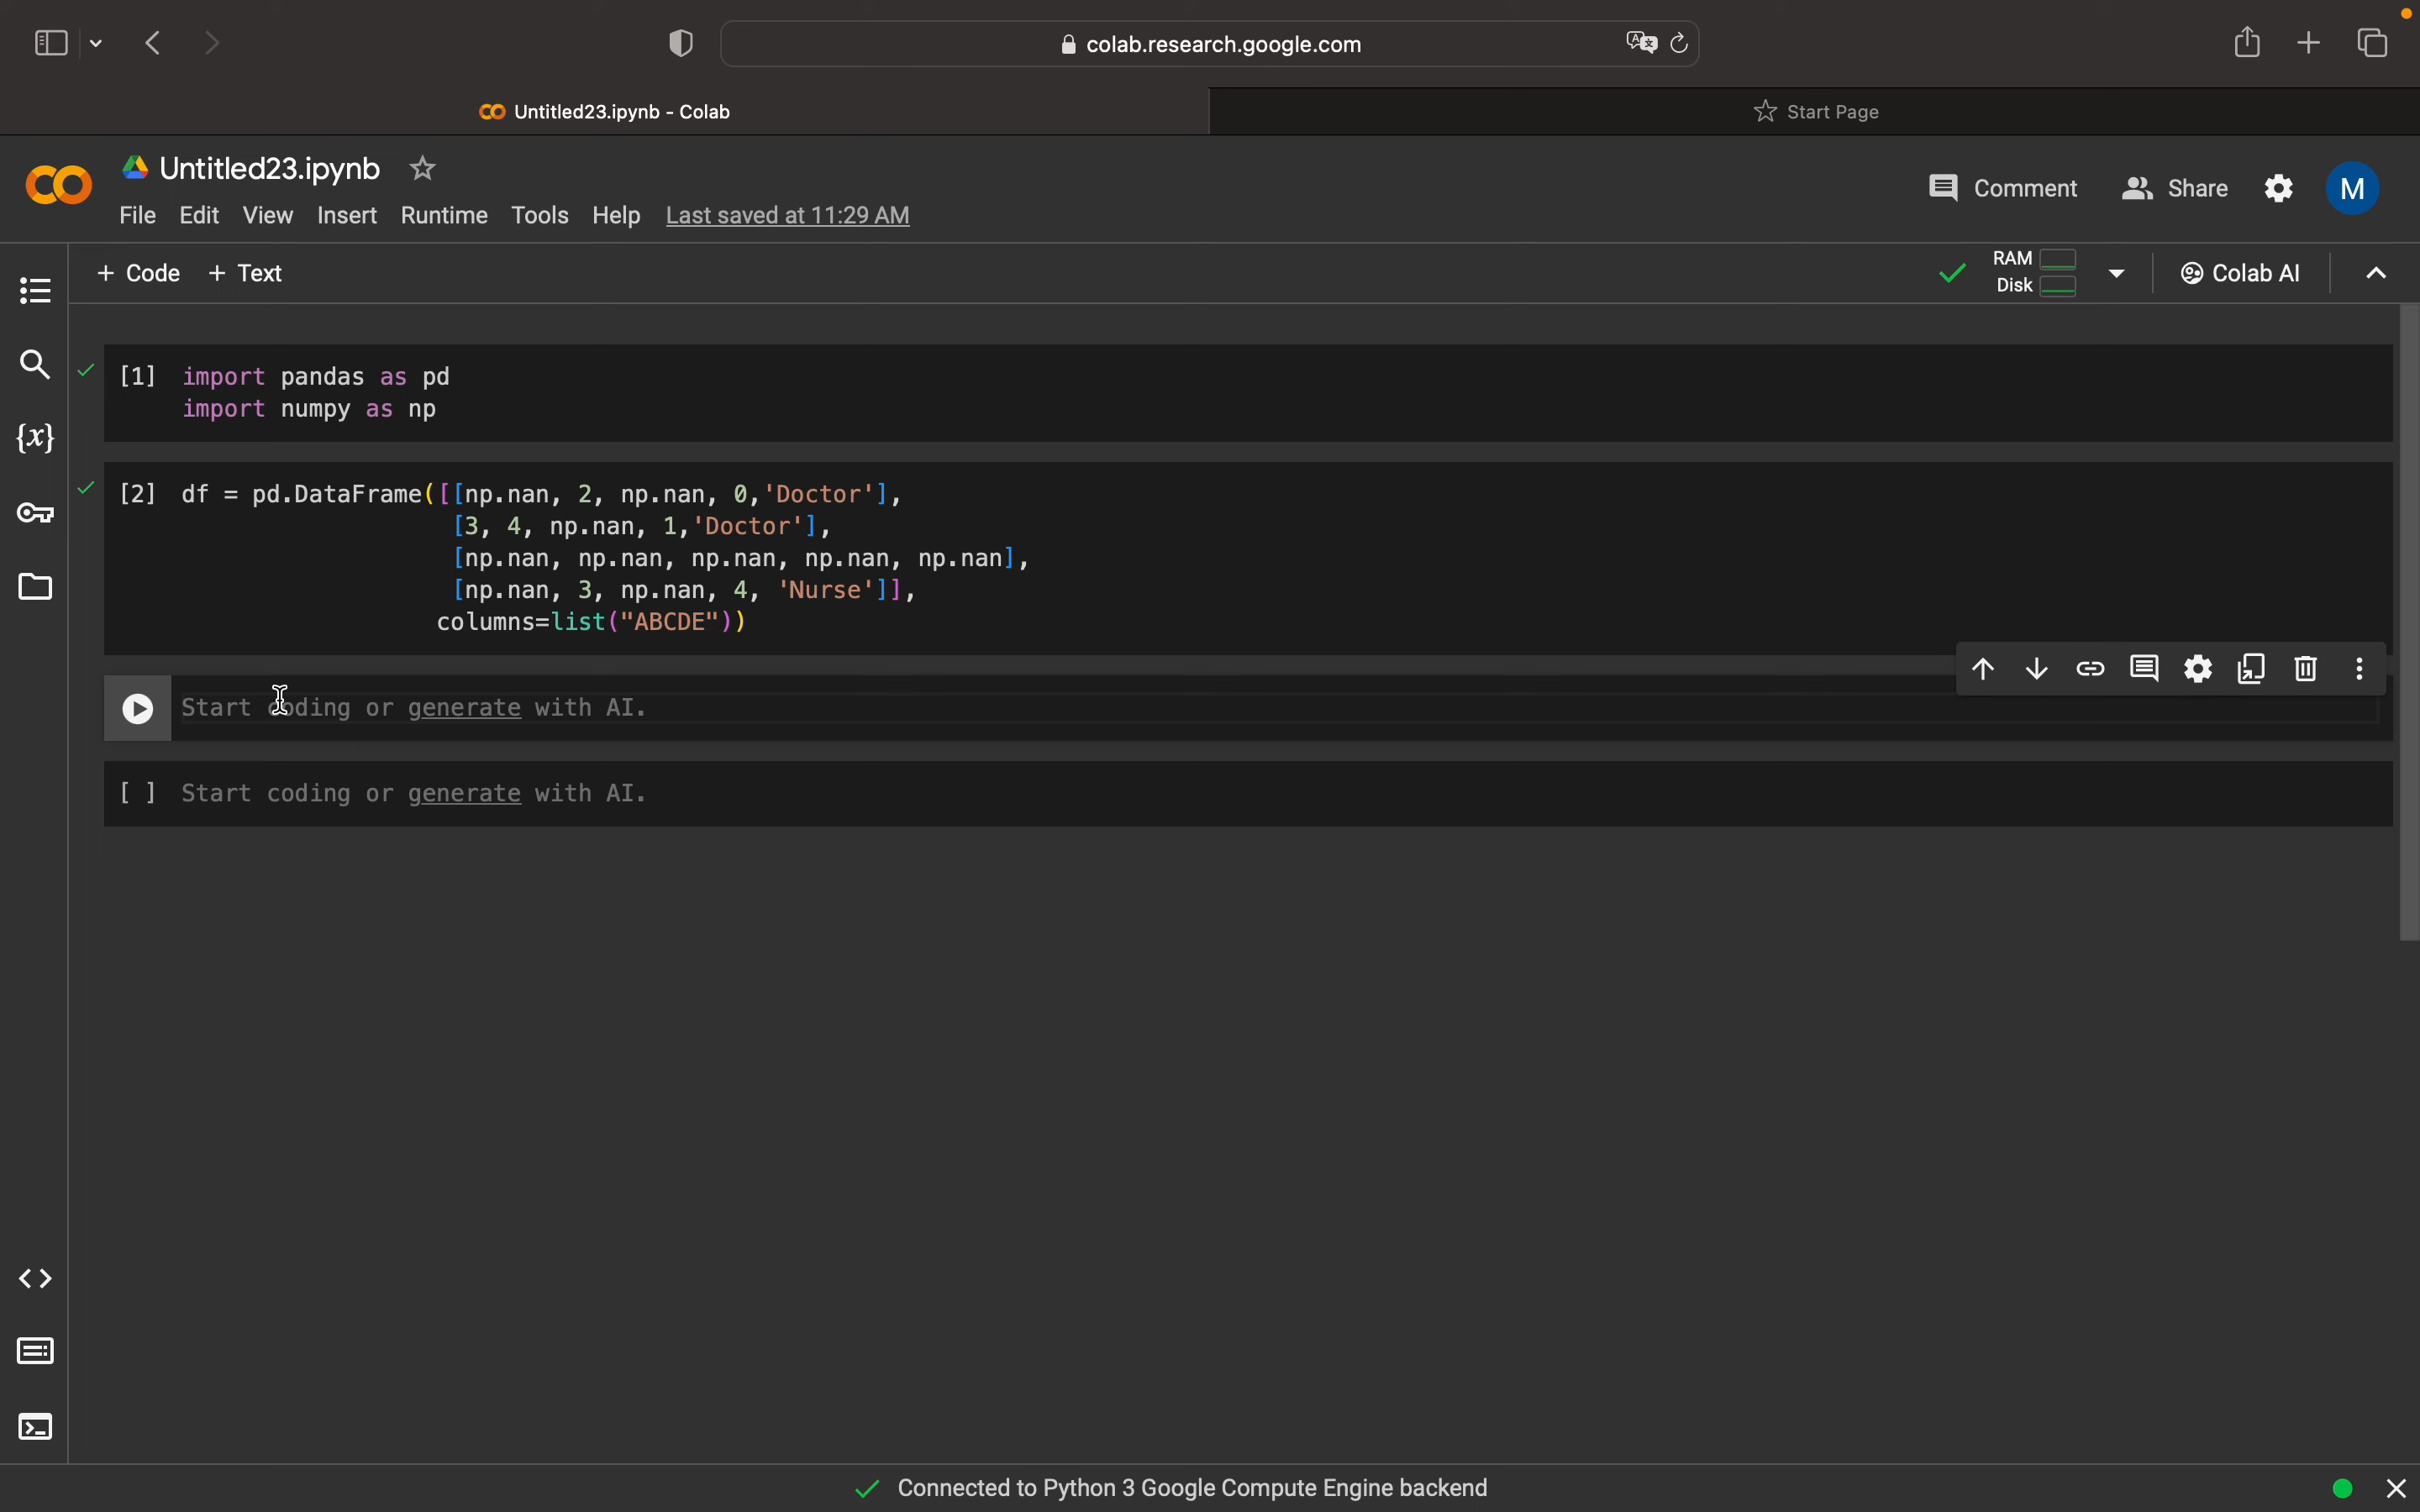 colab.research.google.com
Untitled23.ipynb - Colab
Start Page
Untitled23.ipynb
Comment
Share
M
File Edit View Insert Runtime Tools Help Last saved at 11:29 AM
+ Code + Text
RAM
Disk
Colab AI
{x}
[1] import pandas as pd
import numpy as np
[2] df = pd.DataFrame([[np.nan, 2, np.nan, 0,'Doctor'],
[3, 4, np.nan, 1,'Doctor'],
[np.nan, np.nan, np.nan, np.nan, np.nan],
[np.nan, 3, np.nan, 4, 'Nurse']],
columns=list("ABCDE"))
Start coding or generate with AI.
[ ] Start coding or generate with AI.
Connected to Python 3 Google Compute Engine backend